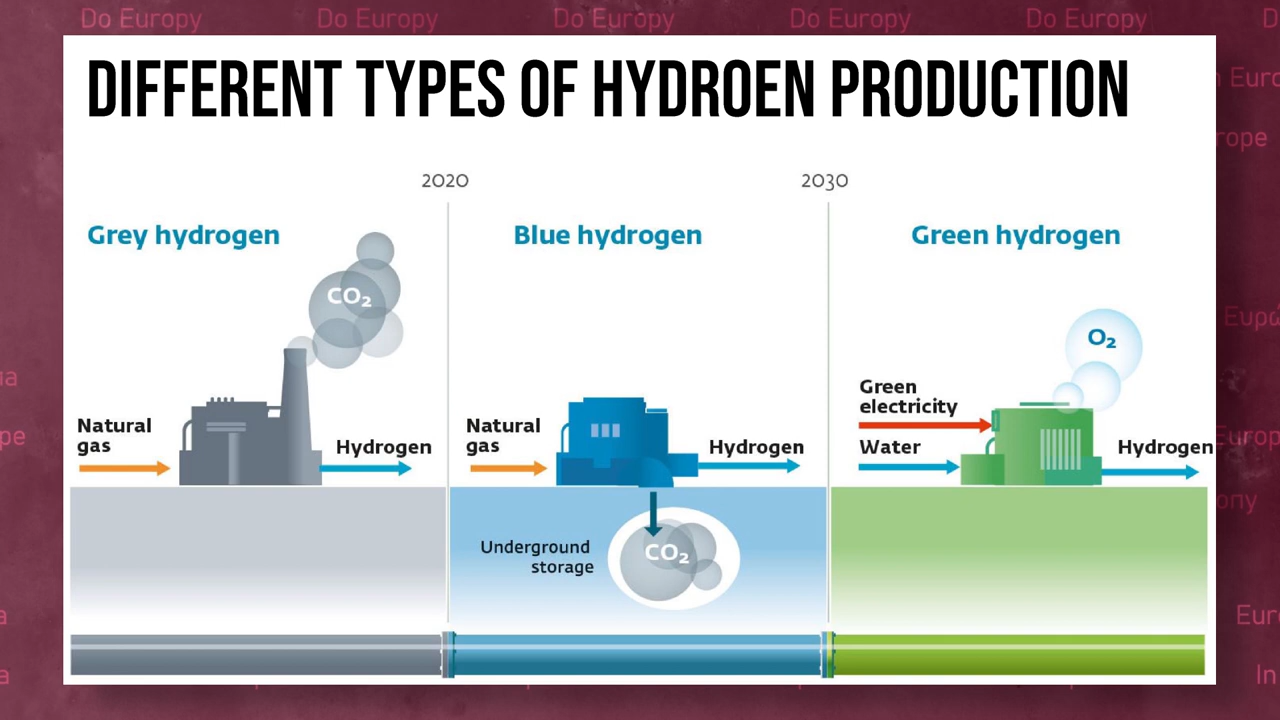 Do Europy Do Europy Do Europy Do Europy Do Europy
DIFFERENT TYPES OF HYDROEN PRODUCTION
2020
2030
Grey hydrogen
Blue hydrogen
Green hydrogen
CO₂
O₂
Natural
gas
Hydrogen
Natural
gas
Hydrogen
Green
electricity
Water
Hydrogen
Underground
storage
CO₂